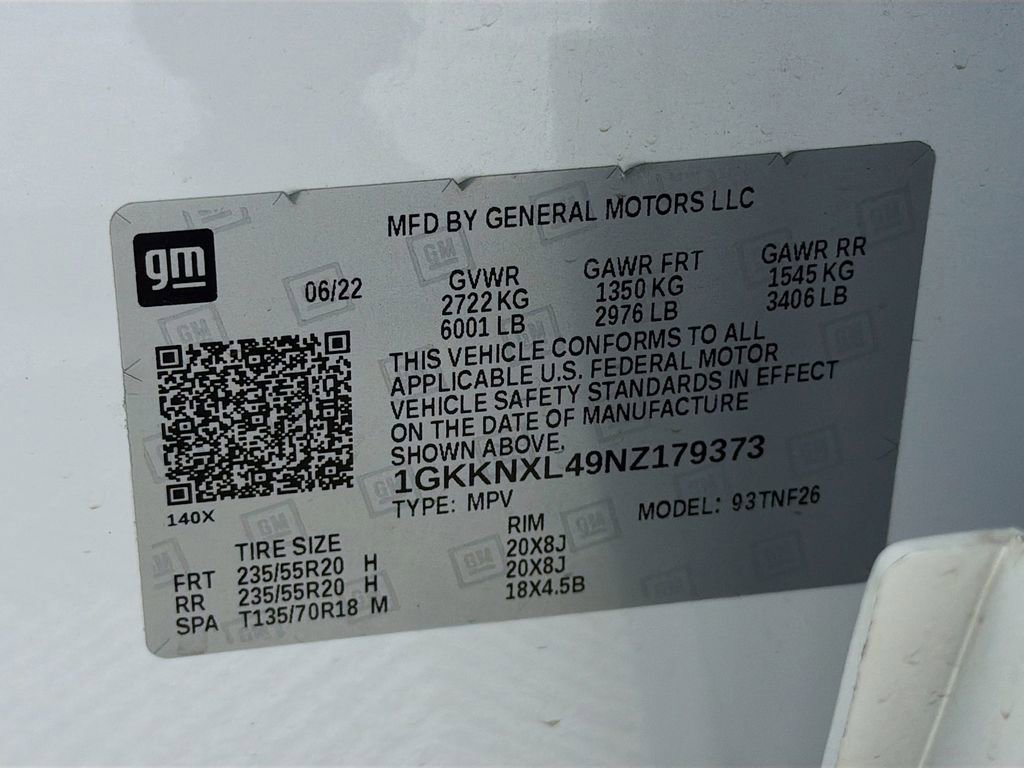 MFD BY GENERAL MOTORS LLC
gm
06/22
GVWR GAWR FRT GAWR RR
2722 KG 1350 KG 1545 KG
6001 LB 2976 LB 3406 LB
THIS VEHICLE CONFORMS TO ALL
APPLICABLE U.S. FEDERAL MOTOR
VEHICLE SAFETY STANDARDS IN EFFECT
ON THE DATE OF MANUFACTURE
SHOWN ABOVE.
1GKKNXL49NZ179373
TYPE: MPV MODEL: 93TNF26
140X
TIRE SIZE RIM
FRT 235/55R20 H 20X8J
RR 235/55R20 H 20X8J
SPA T135/70R18 M 18X4.5B